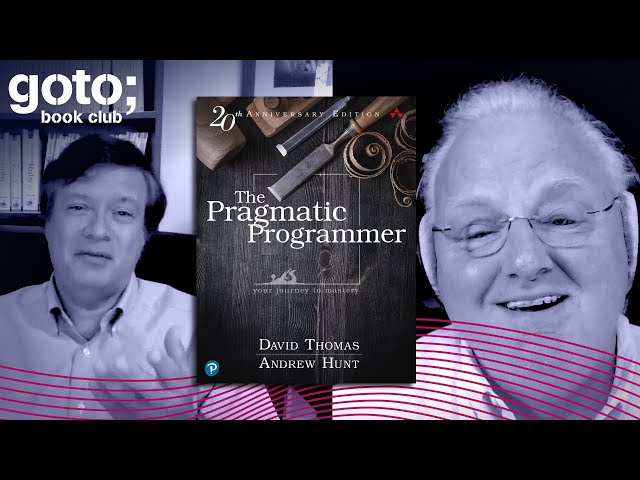 goto;
book club
20th ANNIVERSARY EDITION
The
Pragmatic
Programmer
your journey to mastery
DAVID THOMAS
ANDREW HUNT
P